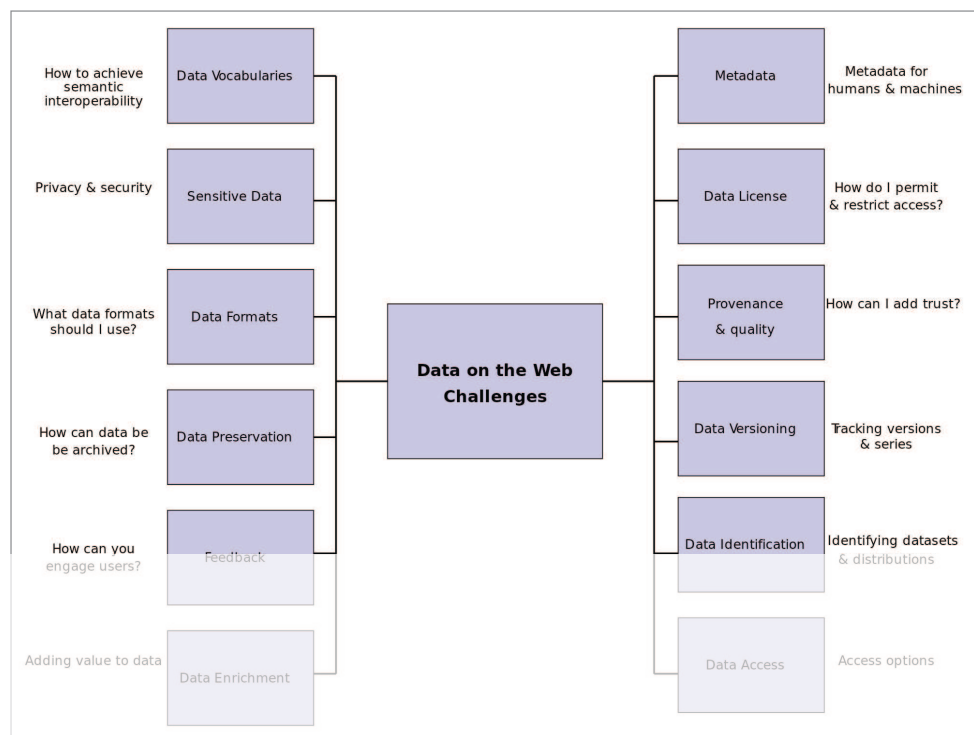 How to achieve
semantic
interoperability
Data Vocabularies
Privacy & security
Sensitive Data
What data formats
should I use?
Data Formats
How can data be
be archived?
Data Preservation
How can you
engage users?
Feedback
Adding value to data
Data Enrichment
Data on the Web
Challenges
Metadata
Metadata for
humans & machines
Data License
How do I permit
& restrict access?
Provenance
& quality
How can I add trust?
Data Versioning
Tracking versions
& series
Data Identification
Identifying datasets
& distributions
Data Access
Access options